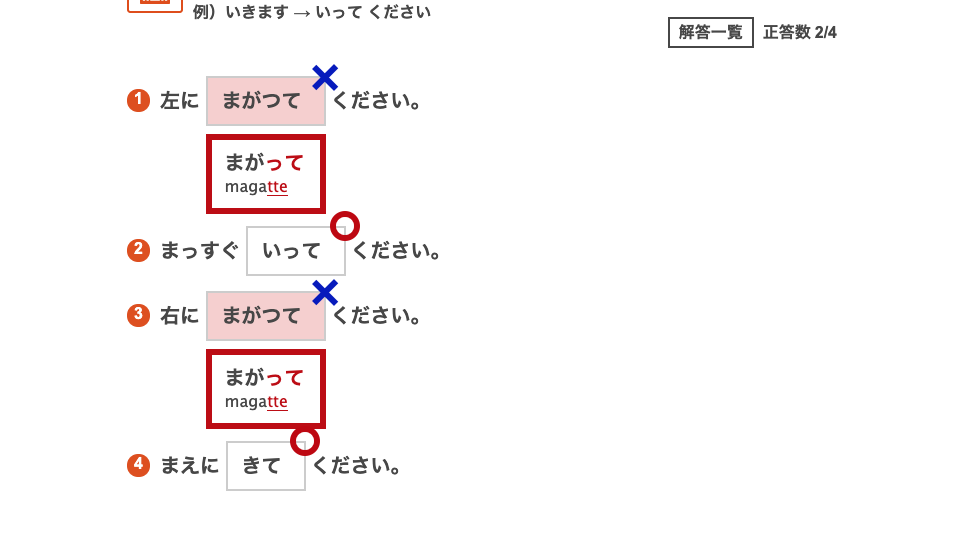 例）いきます → いって ください
解答一覧 正答数 2/4
1 左に まがつて ください。
まがって
magatte
2 まっすぐ いって ください。
3 右に まがつて ください。
まがって
magatte
4 まえに きて ください。